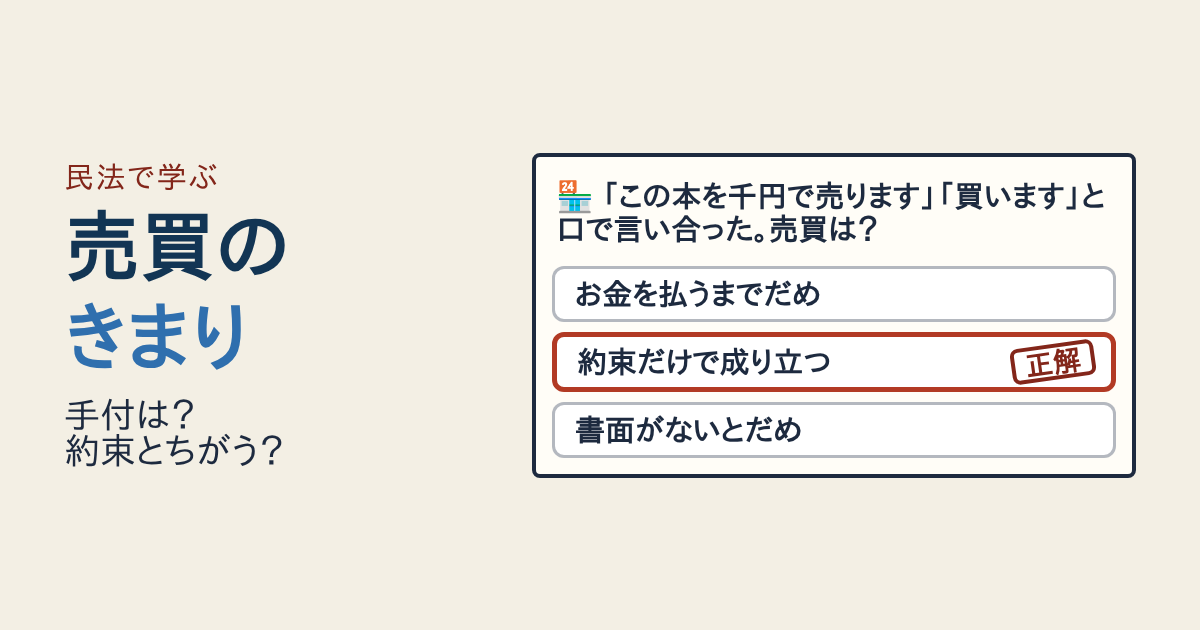 民法で学ぶ
売買の
きまり
手付は？
約束とちがう？
24
「この本を千円で売ります」「買います」と
口で言い合った。売買は？
お金を払うまでだめ
約束だけで成り立つ
正解
書面がないとだめ